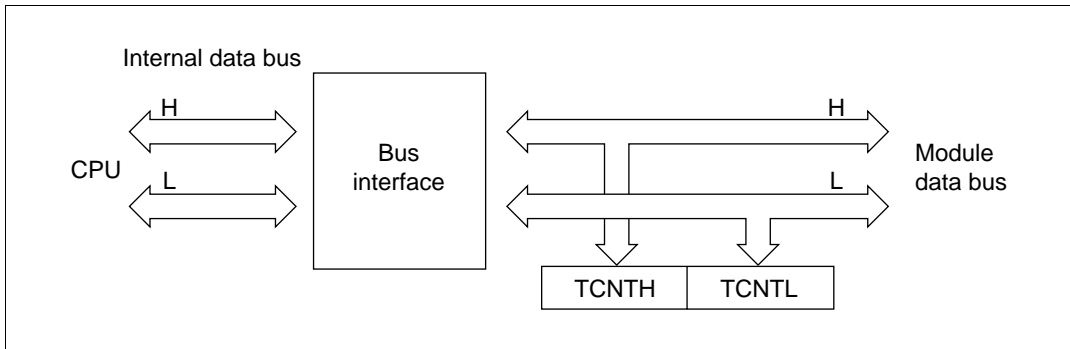 Internal data bus
H
H
CPU
Bus
interface
Module
data bus
L
L
TCNTH
TCNTL